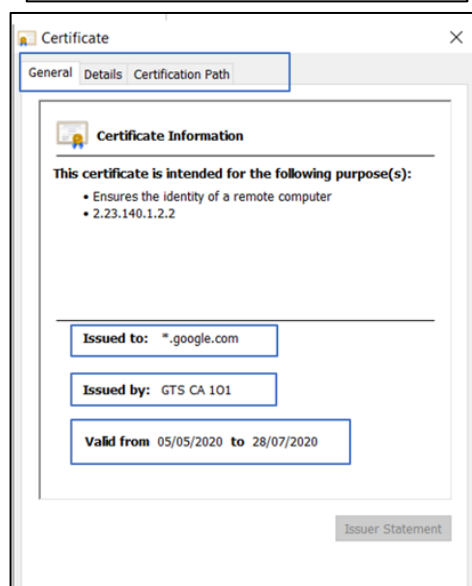 Certificate
General Details Certification Path
Certificate Information
This certificate is intended for the following purpose(s):
• Ensures the identity of a remote computer
• 2.23.140.1.2.2
Issued to: *.google.com
Issued by: GTS CA 1O1
Valid from 05/05/2020 to 28/07/2020
Issuer Statement